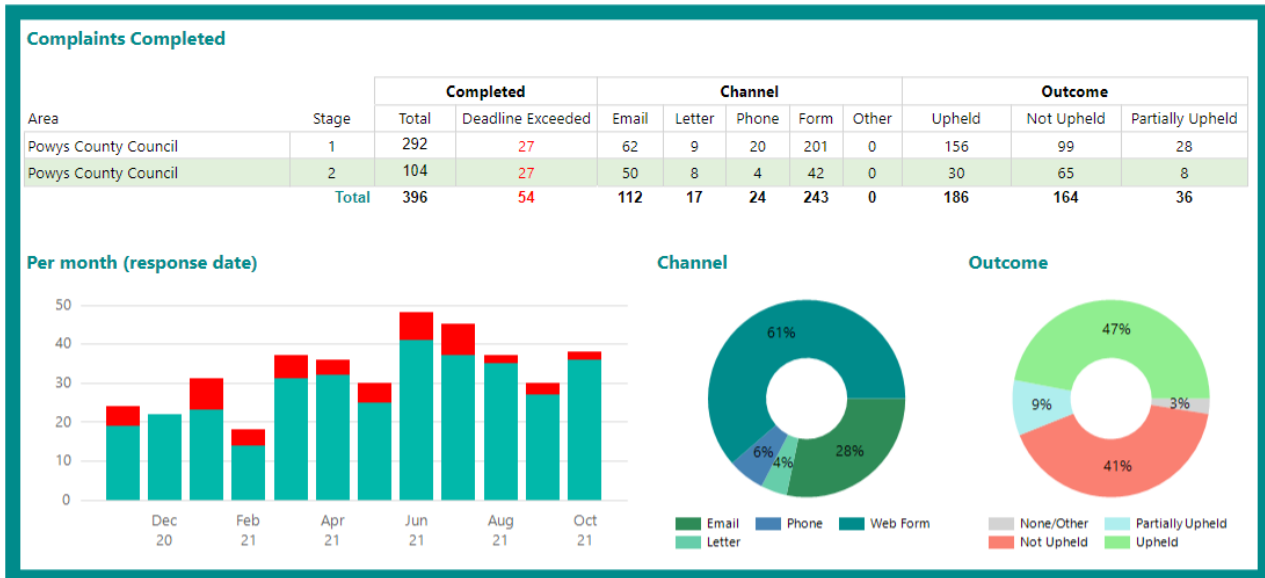 Complaints Completed
Completed Channel Outcome
Area Stage Total Deadline Exceeded Email Letter Phone Form Other Upheld Not Upheld Partially Upheld
Powys County Council 1 292 27 62 9 20 201 0 156 99 28
Powys County Council 2 104 27 50 8 4 42 0 30 65 8
Total 396 54 112 17 24 243 0 186 164 36
Per month (response date)
50
40
30
20
10
0
Dec 20
Feb 21
Apr 21
Jun 21
Aug 21
Oct 21
Channel
61%
6%
4%
28%
Email Phone Web Form
Letter
Outcome
47%
9%
3%
41%
None/Other Partially Upheld
Not Upheld Upheld